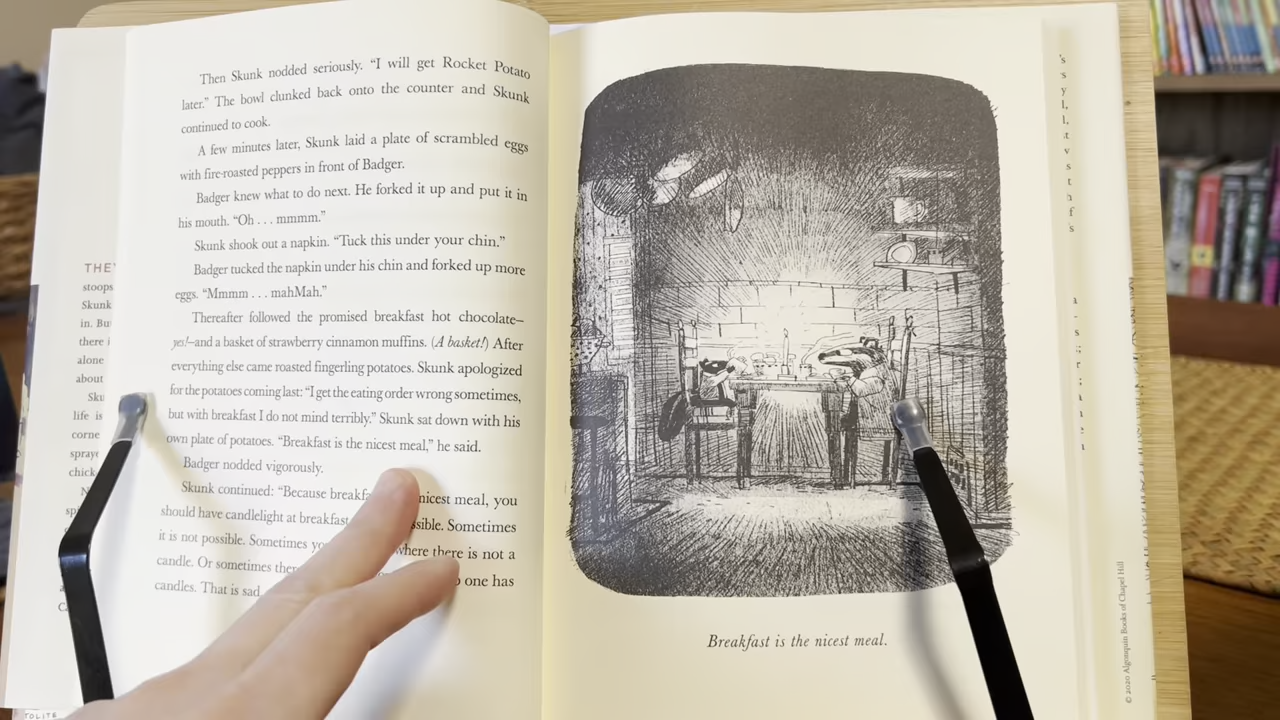 Then Skunk nodded seriously. “I will get Rocket Potato
later.” The bowl clunked back onto the counter and Skunk
continued to cook.
A few minutes later, Skunk laid a plate of scrambled eggs
with fire-roasted peppers in front of Badger.
Badger knew what to do next. He forked it up and put it in
his mouth. “Oh . . . mmmm.”
Skunk shook out a napkin. “Tuck this under your chin.”
Badger tucked the napkin under his chin and forked up more
eggs. “Mmmm . . . mahMah.”
Thereafter followed the promised breakfast hot chocolate—
yes!—and a basket of strawberry cinnamon muffins. (A basket!) After
everything else came roasted fingerling potatoes. Skunk apologized
for the potatoes coming last: “I get the eating order wrong sometimes,
but with breakfast I do not mind terribly.” Skunk sat down with his
own plate of potatoes. “Breakfast is the nicest meal,” he said.
Badger nodded vigorously.
Skunk continued: “Because breakfa nicest meal, you
should have candlelight at breakfast ssible. Sometimes
it is not possible. Sometimes yo where there is not a
candle. Or sometimes ther one has
candles. That is sad
THEY
stoops
Skunk
in. Bu
there i
alone
about
Sku
life is
corne
spraye
chick
Breakfast is the nicest meal.
© 2020 Algonquin Books of Chapel Hill
TOLITE